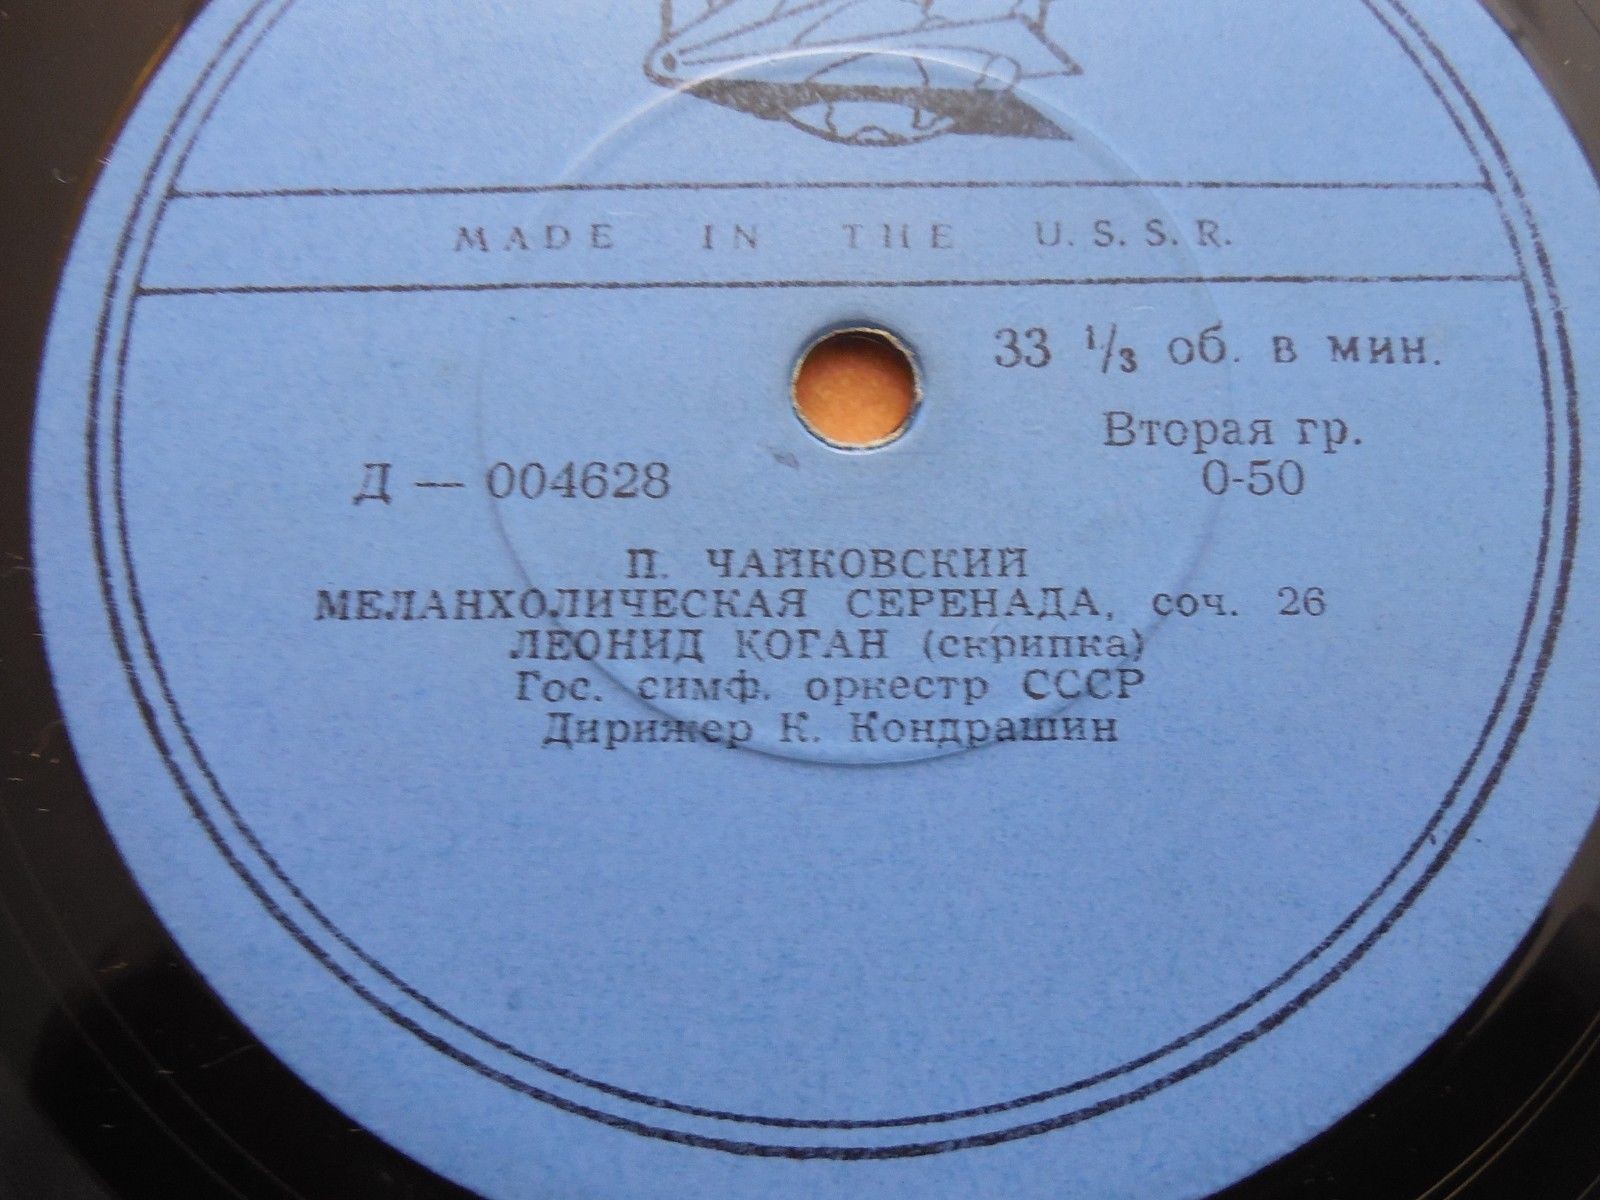 MADE IN THE U.S.S.R.
33 1/3 об. в мин.
Вторая гр.
Д — 004628
0-50
П. ЧАЙКОВСКИЙ
МЕЛАНХОЛИЧЕСКАЯ СЕРЕНАДА, соч. 26
ЛЕОНИД КОГАН (скрипка)
Гос. симф. оркестр СССР
Дирижер К. Кондрашин